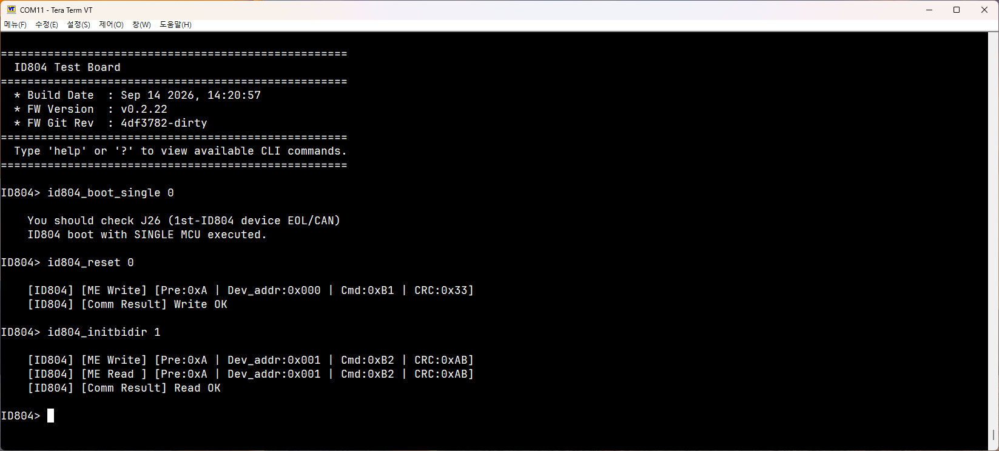 COM11 - Tera Term VT
메뉴(F) 수정(E) 설정(S) 제어(O) 창(W) 도움말(H)
====================================================
ID804 Test Board
====================================================
* Build Date  : Sep 14 2026, 14:20:57
* FW Version  : v0.2.22
* FW Git Rev  : 4df3782-dirty
====================================================
Type 'help' or '?' to view available CLI commands.
====================================================
ID804> id804_boot_single 0
You should check J26 (1st-ID804 device EOL/CAN)
ID804 boot with SINGLE MCU executed.
ID804> id804_reset 0
[ID804] [ME Write] [Pre:0xA | Dev_addr:0x000 | Cmd:0xB1 | CRC:0x33]
[ID804] [Comm Result] Write OK
ID804> id804_initbidir 1
[ID804] [ME Write] [Pre:0xA | Dev_addr:0x001 | Cmd:0xB2 | CRC:0xAB]
[ID804] [ME Read ] [Pre:0xA | Dev_addr:0x001 | Cmd:0xB2 | CRC:0xAB]
[ID804] [Comm Result] Read OK
ID804>